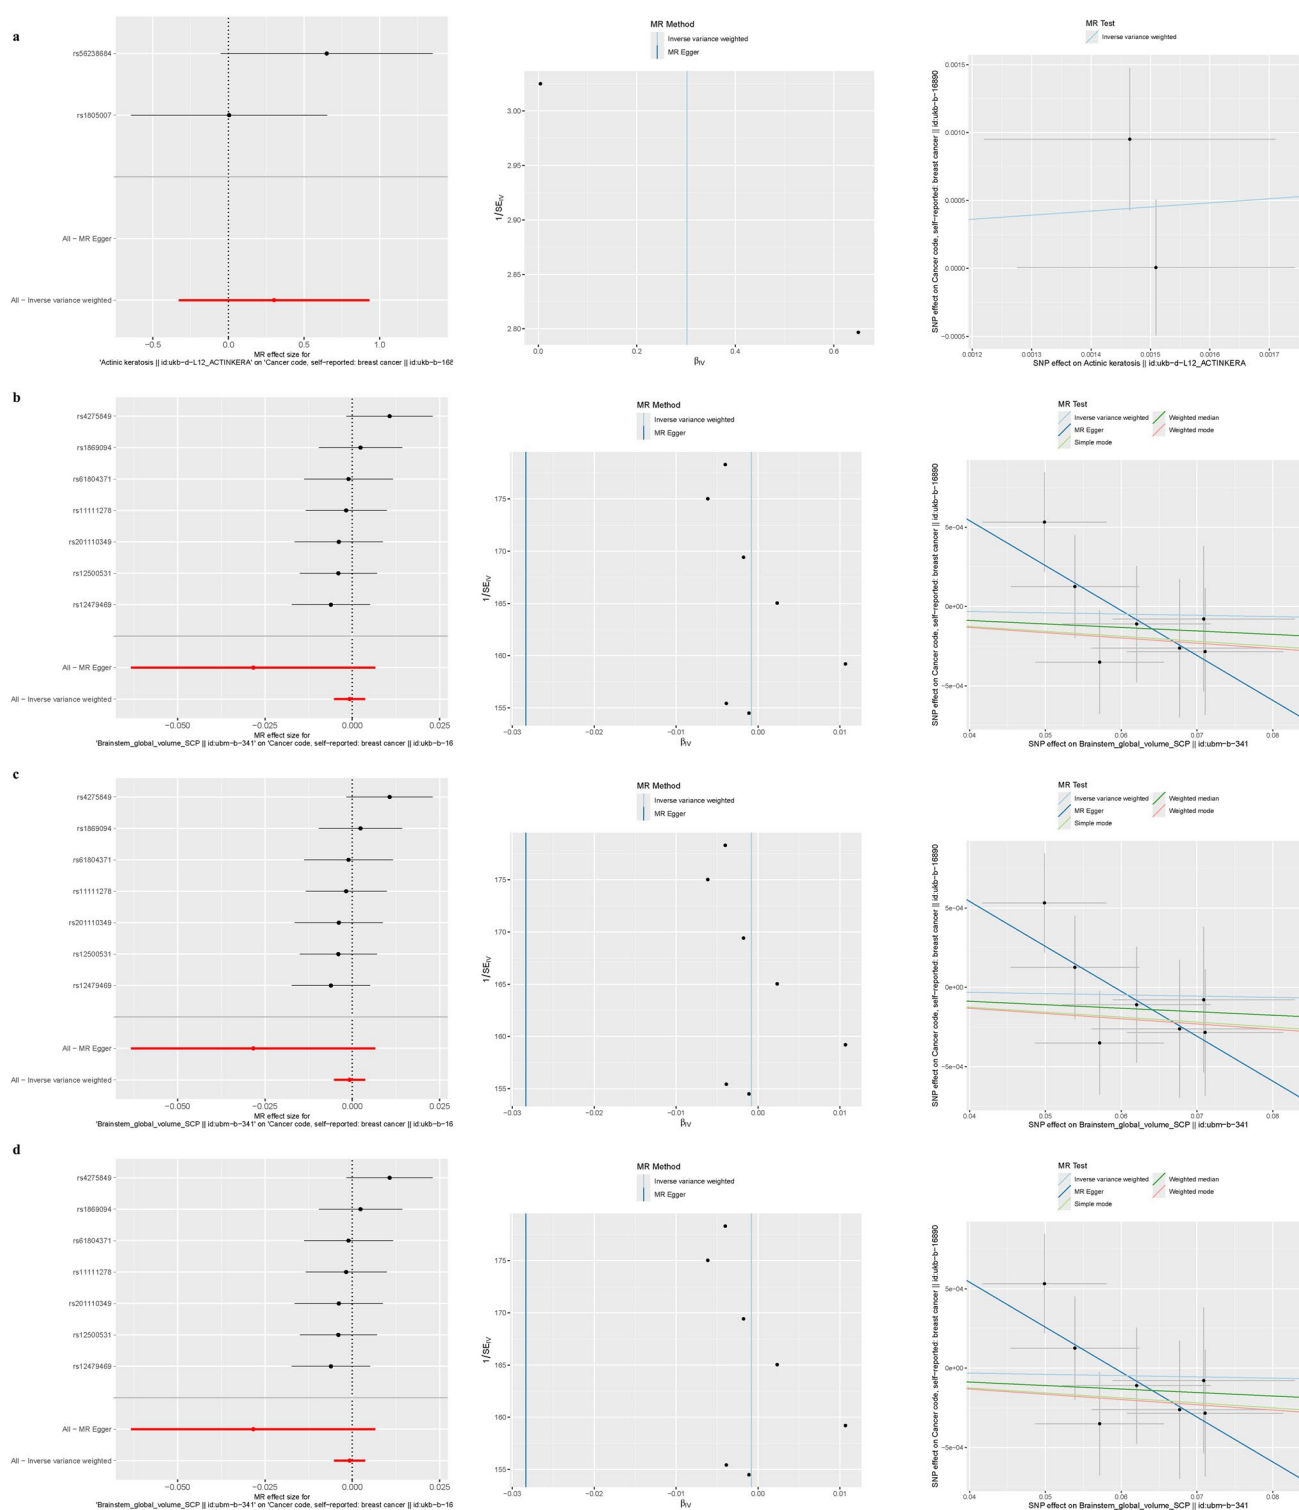 a
rs56238684
rs1805007
All − MR Egger
All − Inverse variance weighted
−0.5
0.0
0.5
1.0
MR effect size for
'Actinic keratosis || id:ukb−d−L12_ACTINKERA' on 'Cancer code, self−reported: breast cancer || id:ukb−b−168
MR Method
Inverse variance weighted
MR Egger
3.00
2.95
2.90
2.85
2.80
1/SEIV
0.0
0.2
0.4
0.6
βIV
MR Test
Inverse variance weighted
SNP effect on Cancer code, self−reported: breast cancer || id:ukb−b−16890
0.0015
0.0010
0.0005
0.0000
−0.0005
0.0012
0.0013
0.0014
0.0015
0.0016
0.0017
SNP effect on Actinic keratosis || id:ukb−d−L12_ACTINKERA
b
rs4275849
rs1869094
rs61804371
rs11111278
rs201110349
rs12500531
rs12479469
All − MR Egger
All − Inverse variance weighted
−0.050
−0.025
0.000
0.025
MR effect size for
'Brainstem_global_volume_SCP || id:ubm−b−341' on 'Cancer code, self−reported: breast cancer || id:ukb−b−16
MR Method
Inverse variance weighted
MR Egger
175
170
165
160
155
1/SEIV
−0.03
−0.02
−0.01
0.00
0.01
βIV
MR Test
Inverse variance weighted
Weighted median
MR Egger
Weighted mode
Simple mode
SNP effect on Cancer code, self−reported: breast cancer || id:ukb−b−16890
5e−04
0e+00
−5e−04
0.04
0.05
0.06
0.07
0.08
SNP effect on Brainstem_global_volume_SCP || id:ubm−b−341
c
rs4275849
rs1869094
rs61804371
rs11111278
rs201110349
rs12500531
rs12479469
All − MR Egger
All − Inverse variance weighted
−0.050
−0.025
0.000
0.025
MR effect size for
'Brainstem_global_volume_SCP || id:ubm−b−341' on 'Cancer code, self−reported: breast cancer || id:ukb−b−16
MR Method
Inverse variance weighted
MR Egger
175
170
165
160
155
1/SEIV
−0.03
−0.02
−0.01
0.00
0.01
βIV
MR Test
Inverse variance weighted
Weighted median
MR Egger
Weighted mode
Simple mode
SNP effect on Cancer code, self−reported: breast cancer || id:ukb−b−16890
5e−04
0e+00
−5e−04
0.04
0.05
0.06
0.07
0.08
SNP effect on Brainstem_global_volume_SCP || id:ubm−b−341
d
rs4275849
rs1869094
rs61804371
rs11111278
rs201110349
rs12500531
rs12479469
All − MR Egger
All − Inverse variance weighted
−0.050
−0.025
0.000
0.025
MR effect size for
'Brainstem_global_volume_SCP || id:ubm−b−341' on 'Cancer code, self−reported: breast cancer || id:ukb−b−16
MR Method
Inverse variance weighted
MR Egger
175
170
165
160
155
1/SEIV
−0.03
−0.02
−0.01
0.00
0.01
βIV
MR Test
Inverse variance weighted
Weighted median
MR Egger
Weighted mode
Simple mode
SNP effect on Cancer code, self−reported: breast cancer || id:ukb−b−16890
5e−04
0e+00
−5e−04
0.04
0.05
0.06
0.07
0.08
SNP effect on Brainstem_global_volume_SCP || id:ubm−b−341